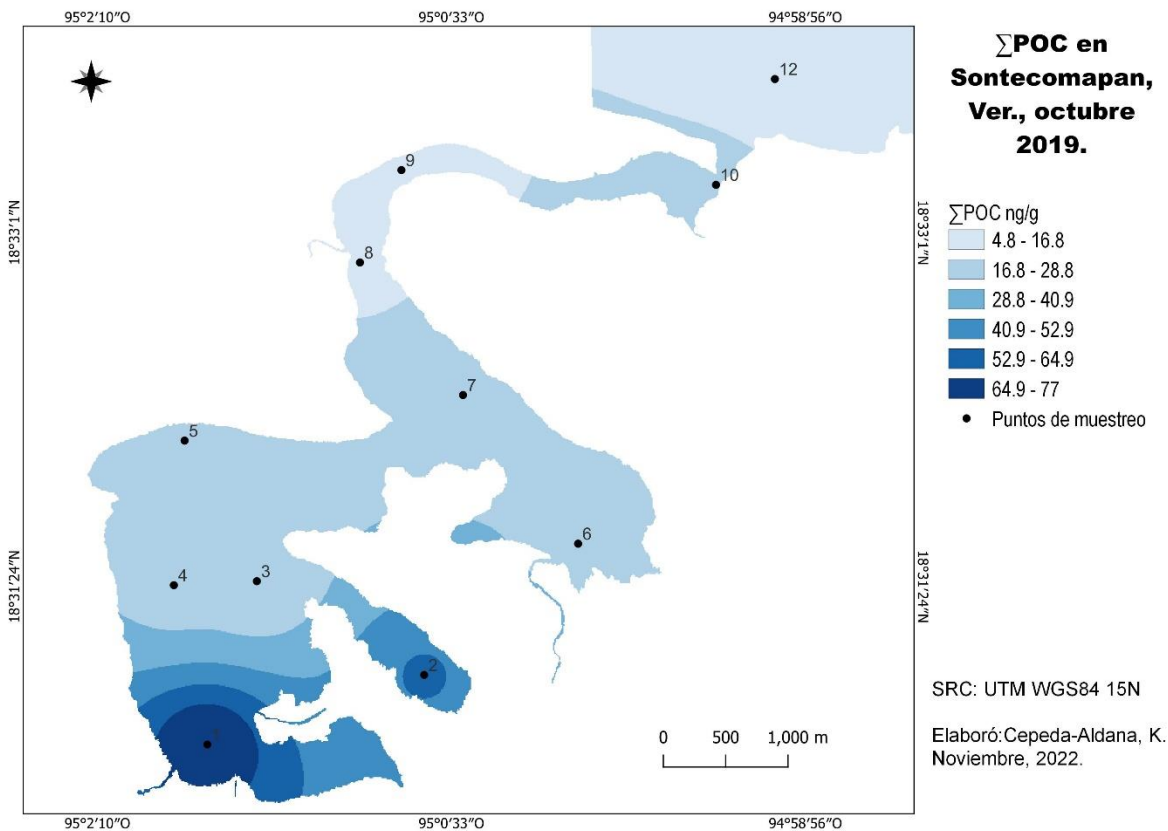 95°2'10"O 95°0'33"O 94°58'56"O
∑POC en
Sontecomapan,
Ver., octubre
2019.
12
9
10
18°33'1"N
18°33'1"N
8
∑POC ng/g
4.8 - 16.8
16.8 - 28.8
28.8 - 40.9
40.9 - 52.9
52.9 - 64.9
64.9 - 77
Puntos de muestreo
7
5
6
4
3
18°31'24"N
18°31'24"N
2
1
SRC: UTM WGS84 15N
Elaboró:Cepeda-Aldana, K.
Noviembre, 2022.
0 500 1,000 m
95°2'10"O 95°0'33"O 94°58'56"O